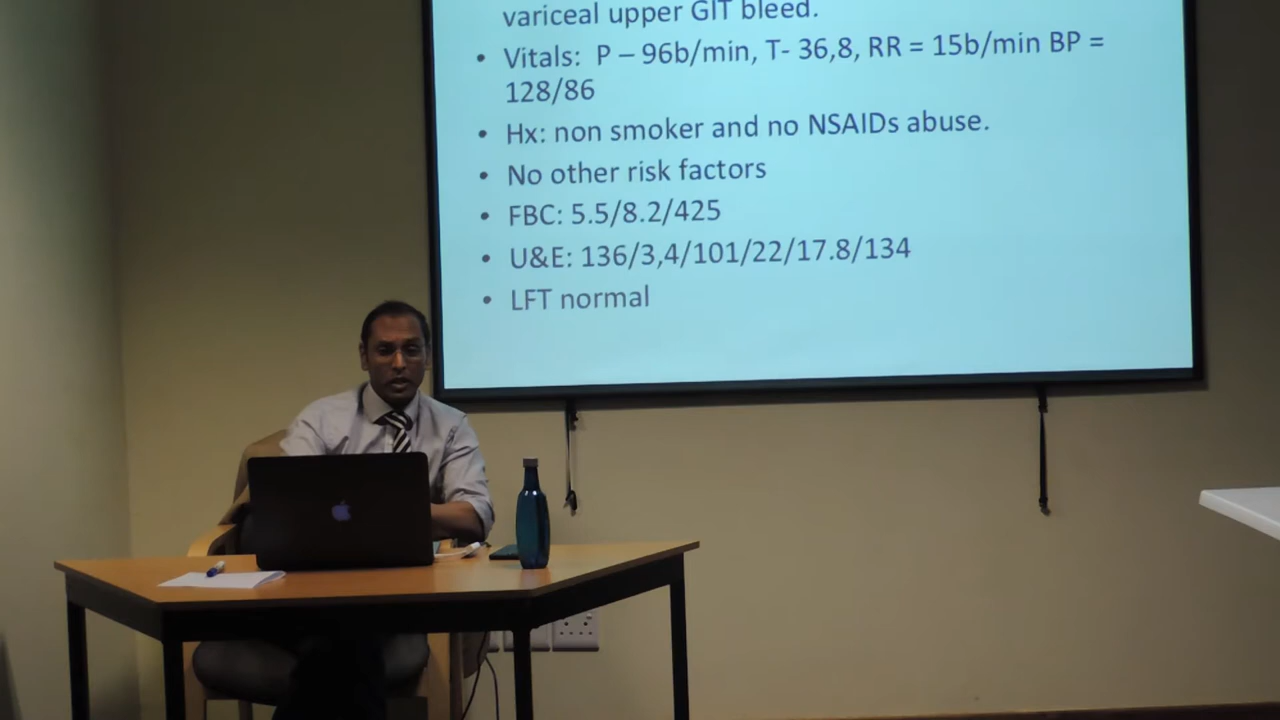 variceal upper GIT bleed.
• Vitals: P – 96b/min, T- 36,8, RR = 15b/min BP =
128/86
• Hx: non smoker and no NSAIDs abuse.
• No other risk factors
• FBC: 5.5/8.2/425
• U&E: 136/3,4/101/22/17.8/134
• LFT normal